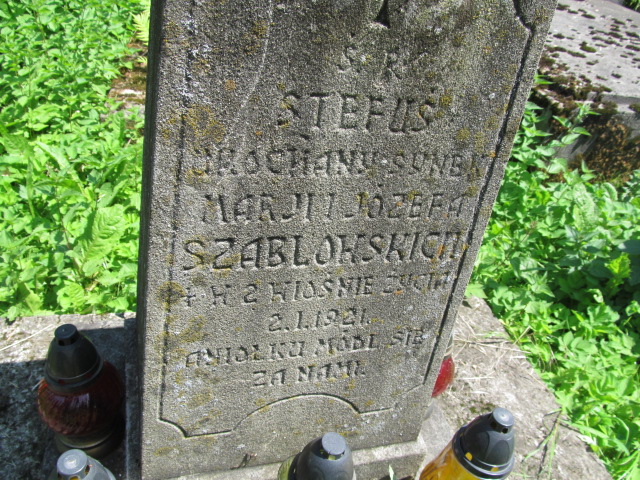 Ś. P.
STEFUŚ
UKOCHANY SYNEK
MARJI I JÓZEFA
SZABLOWSKICH
✝ W 2 WIOŚNIE ŻYCIA
2.I.1921.
ANIOŁKU MÓDL SIĘ
ZA NAMI.